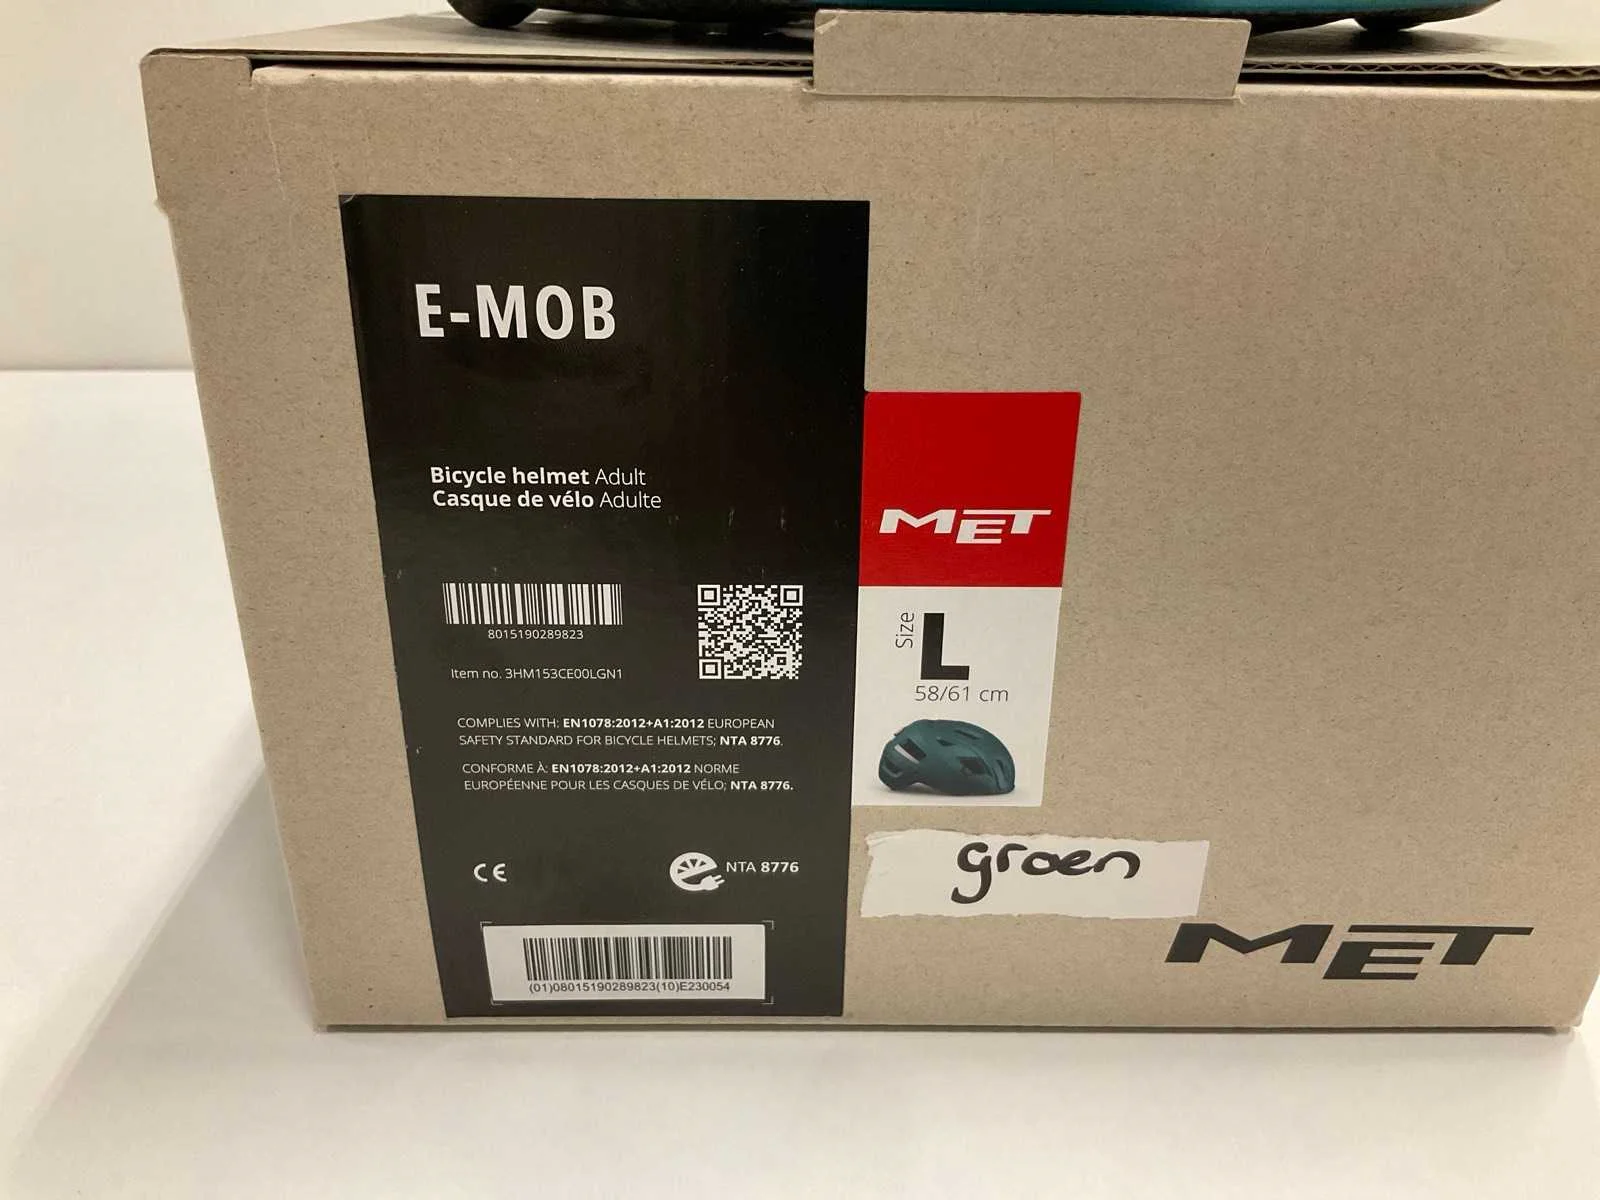 E-MOB
Bicycle helmet Adult
Casque de vélo Adulte
8015190289823
Item no. 3HM153CE00LGN1
COMPLIES WITH: EN1078:2012+A1:2012 EUROPEAN
SAFETY STANDARD FOR BICYCLE HELMETS; NTA 8776.
CONFORME À: EN1078:2012+A1:2012 NORME
EUROPÉENNE POUR LES CASQUES DE VÉLO; NTA 8776.
CE
NTA 8776
(01)08015190289823(10)E230054
MET
Size L
58/61 cm
groen
MET